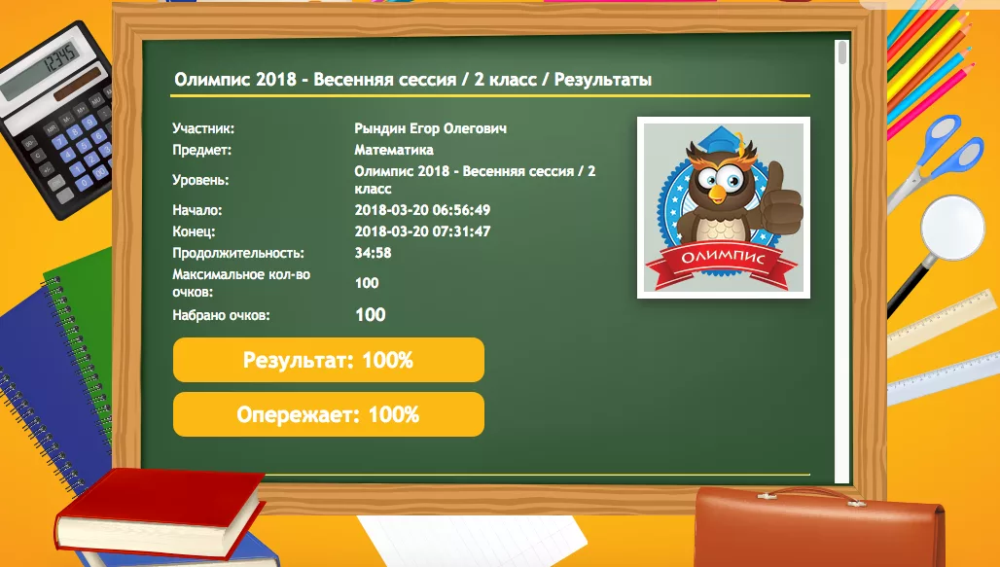 12345
Олимпис 2018 - Весенняя сессия / 2 класс / Результаты
Участник: Рындин Егор Олегович
Предмет: Математика
Уровень: Олимпис 2018 - Весенняя сессия / 2
класс
Начало: 2018-03-20 06:56:49
Конец: 2018-03-20 07:31:47
Продолжительность: 34:58
Максимальное кол-во
очков: 100
Набрано очков: 100
Результат: 100%
Опережает: 100%
ОЛИМПИС